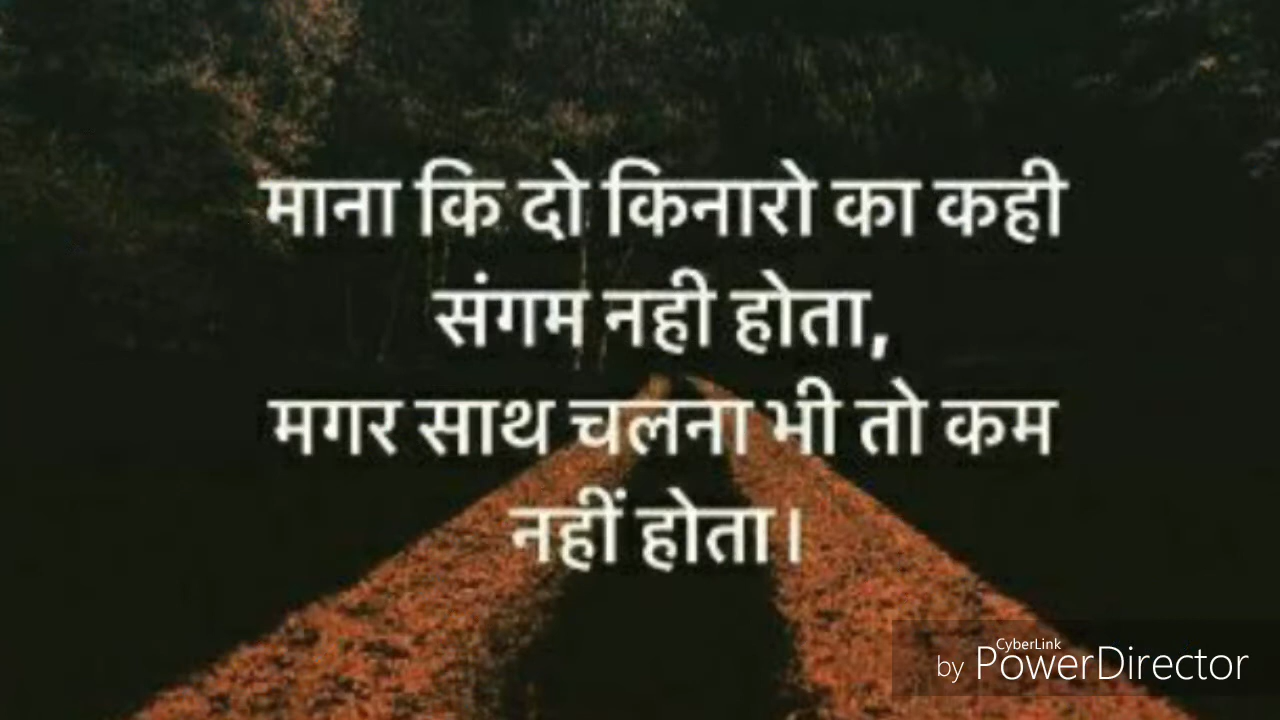 माना कि दो किनारो का कही
संगम नही होता,
मगर साथ चलना भी तो कम
नहीं होता।
CyberLink
by PowerDirector